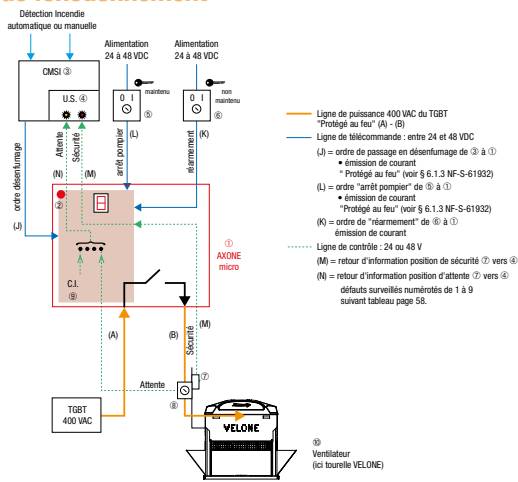 de fonctionnement
Détection Incendie
automatique ou manuelle
Alimentation
24 à 48 VDC
Alimentation
24 à 48 VDC
CMSI ③
U.S. ④
maintenu
0 I
⑤
non
maintenu
0 I
⑥
ordre désenfumage
Attente
Sécurité
(N)
(M)
arrêt pompier
(L)
réarmement
(K)
(J)
②
①
AXONE
micro
C.I.
⑨
(A)
(B)
Sécurité
(M)
Attente
⑦
⑧
TGBT
400 VAC
VELONE
⑩
Ventilateur
(ici tourelle VELONE)
Ligne de puissance 400 VAC du TGBT
"Protégé au feu" (A) - (B)
Ligne de télécommande : entre 24 et 48 VDC
(J) = ordre de passage en désenfumage de ③ à ①
• émission de courant
" Protégé au feu" (voir § 6.1.3 NF-S-61932)
(L) = ordre "arrêt pompier" de ⑤ à ①
• émission de courant
"Protégé au feu" (voir § 6.1.3 NF-S-61932)
(K) = ordre de "réarmement" de ⑥ à ①
émission de courant
Ligne de contrôle : 24 ou 48 V
(M) = retour d'information position de sécurité ⑦ vers ④
(N) = retour d'information position d'attente ⑦ vers ④
défauts surveillés numérotés de 1 à 9
suivant tableau page 58.